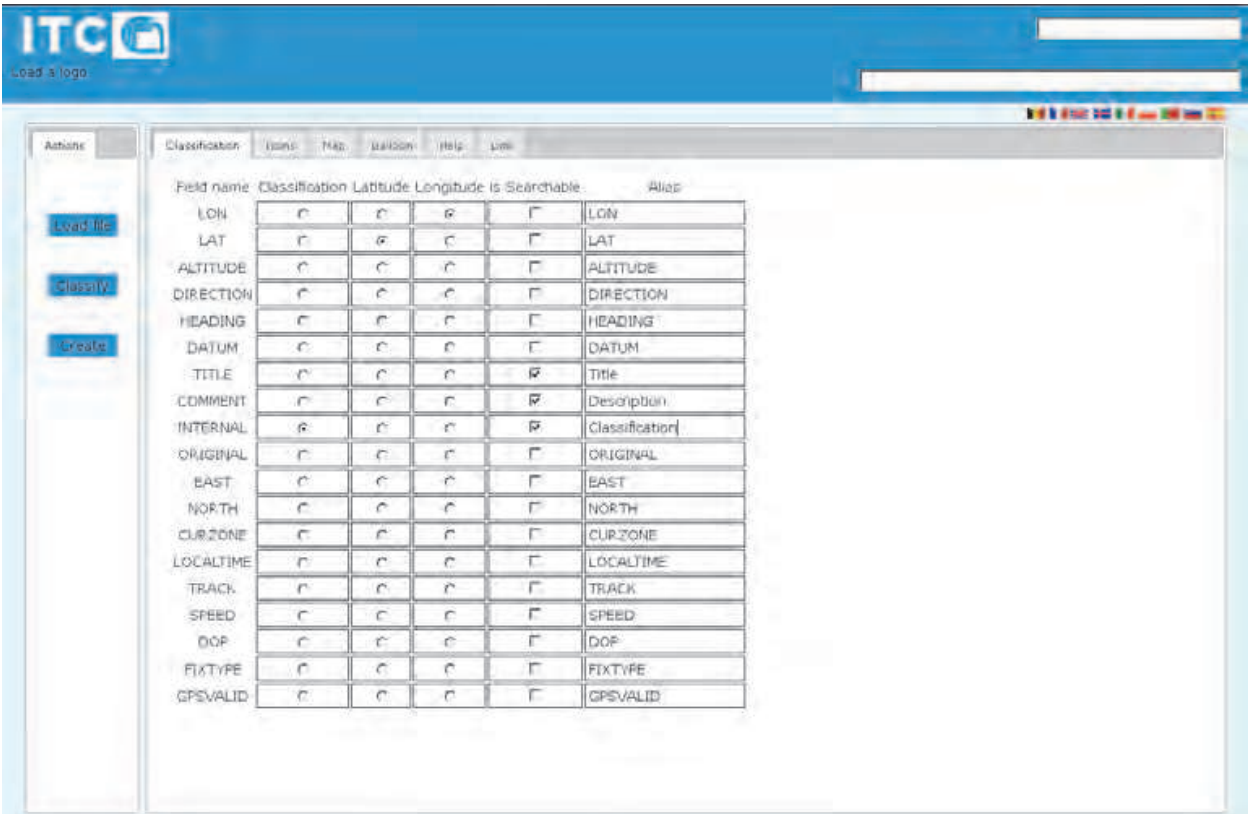 ITC
Load a logo
Actions
Classification Icons Map Balloon Help Link
Field name Classification Latitude Longitude is Searchable Alias
LON LON
Load file
LAT LAT
ALTITUDE ALTITUDE
Classify
DIRECTION DIRECTION
HEADING HEADING
Create
DATUM DATUM
TITLE Title
COMMENT Description
INTERNAL Classification
ORIGINAL ORIGINAL
EAST EAST
NORTH NORTH
CURZONE CURZONE
LOCALTIME LOCALTIME
TRACK TRACK
SPEED SPEED
DOP DOP
FIXTYPE FIXTYPE
GPSVALID GPSVALID